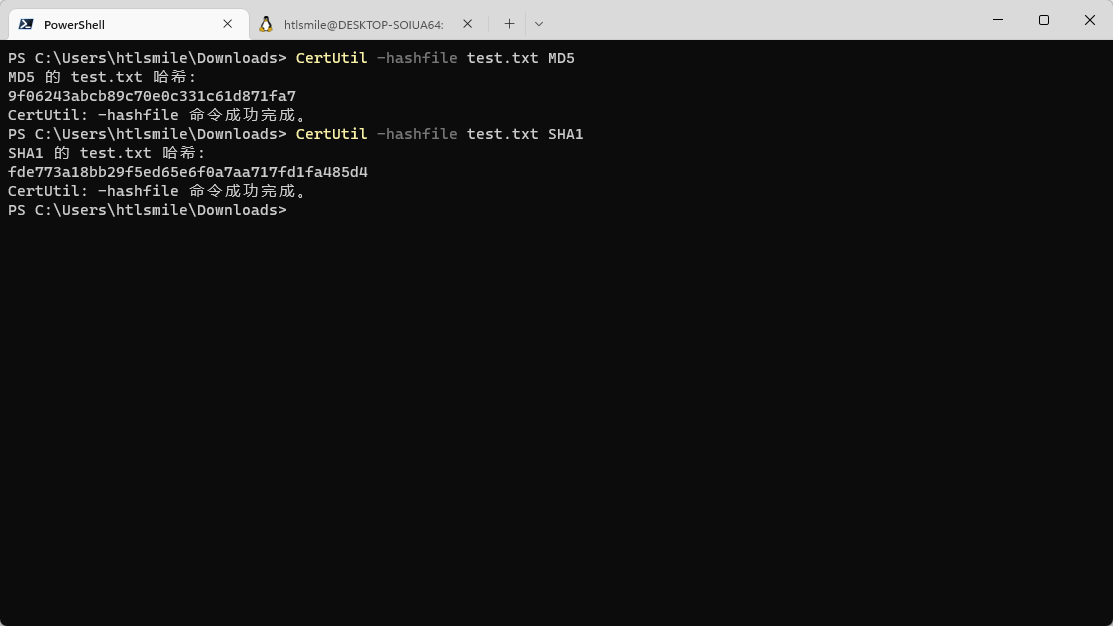 PowerShell
htlsmile@DESKTOP-SOIUA64:
PS C:\Users\htlsmile\Downloads> CertUtil -hashfile test.txt MD5
MD5 的 test.txt 哈希:
9f06243abcb89c70e0c331c61d871fa7
CertUtil: -hashfile 命令成功完成。
PS C:\Users\htlsmile\Downloads> CertUtil -hashfile test.txt SHA1
SHA1 的 test.txt 哈希:
fde773a18bb29f5ed65e6f0a7aa717fd1fa485d4
CertUtil: -hashfile 命令成功完成。
PS C:\Users\htlsmile\Downloads>